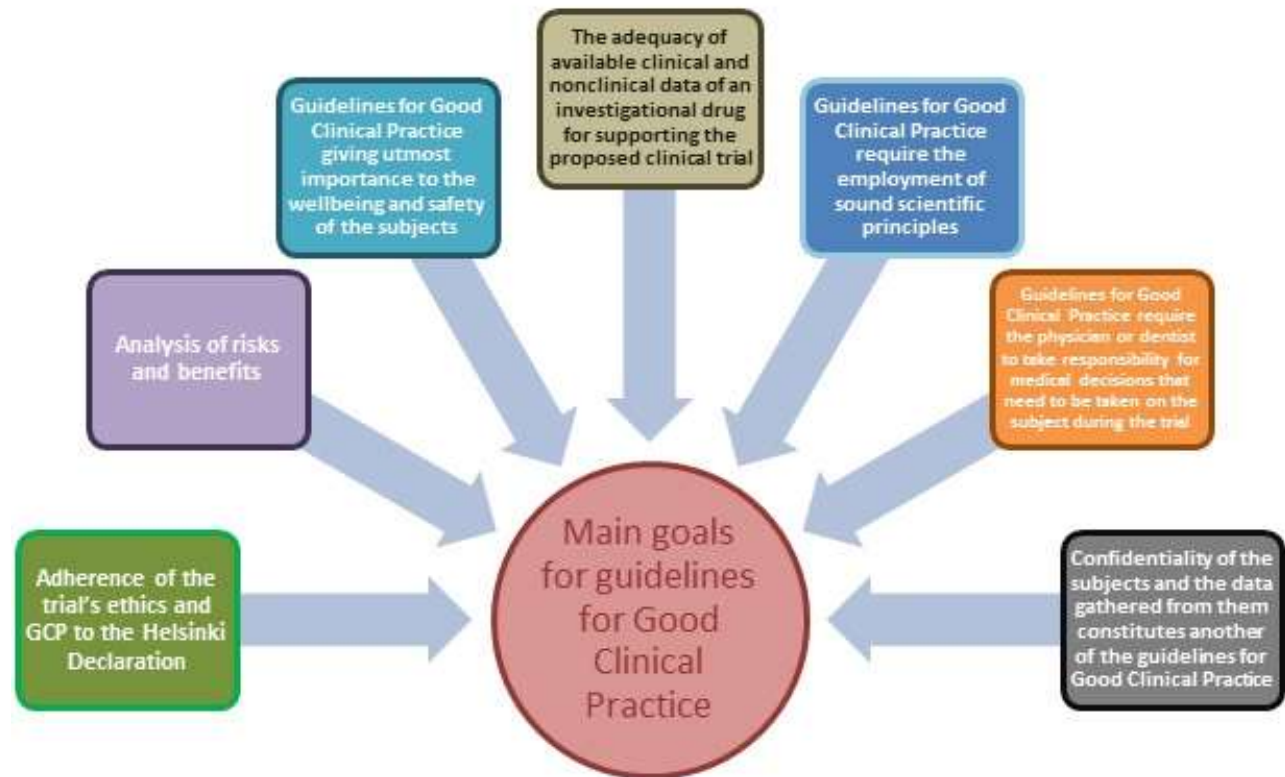 Adherence of the
trial's ethics and
GCP to the Helsinki
Declaration
Analysis of risks
and benefits
Guidelines for Good
Clinical Practice
giving utmost
importance to the
wellbeing and safety
of the subjects
The adequacy of
available clinical and
nonclinical data of an
investigational drug
for supporting the
proposed clinical trial
Guidelines for Good
Clinical Practice
require the
employment of
sound scientific
principles
Guidelines for Good
Clinical Practice require
the physician or dentist
to take responsibility for
medical decisions that
need to be taken on the
subject during the trial
Confidentiality of the
subjects and the data
gathered from them
constitutes another
of the guidelines for
Good Clinical Practice
Main goals
for guidelines
for Good
Clinical
Practice